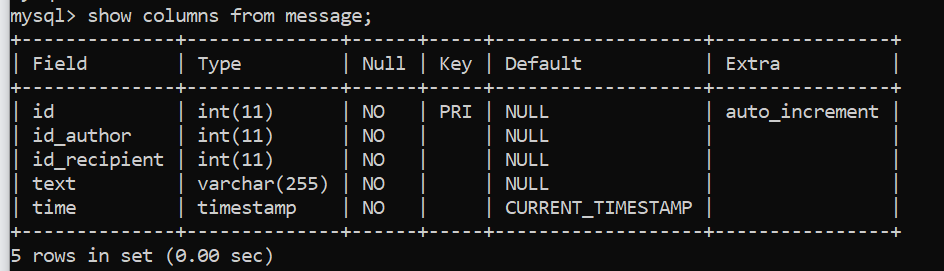 mysql> show columns from message;
+--------------+--------------+------+-----+-------------------+----------------+
| Field        | Type         | Null | Key | Default           | Extra          |
+--------------+--------------+------+-----+-------------------+----------------+
| id           | int(11)      | NO   | PRI | NULL              | auto_increment |
| id_author    | int(11)      | NO   |     | NULL              |                |
| id_recipient | int(11)      | NO   |     | NULL              |                |
| text         | varchar(255) | NO   |     | NULL              |                |
| time         | timestamp    | NO   |     | CURRENT_TIMESTAMP |                |
+--------------+--------------+------+-----+-------------------+----------------+
5 rows in set (0.00 sec)